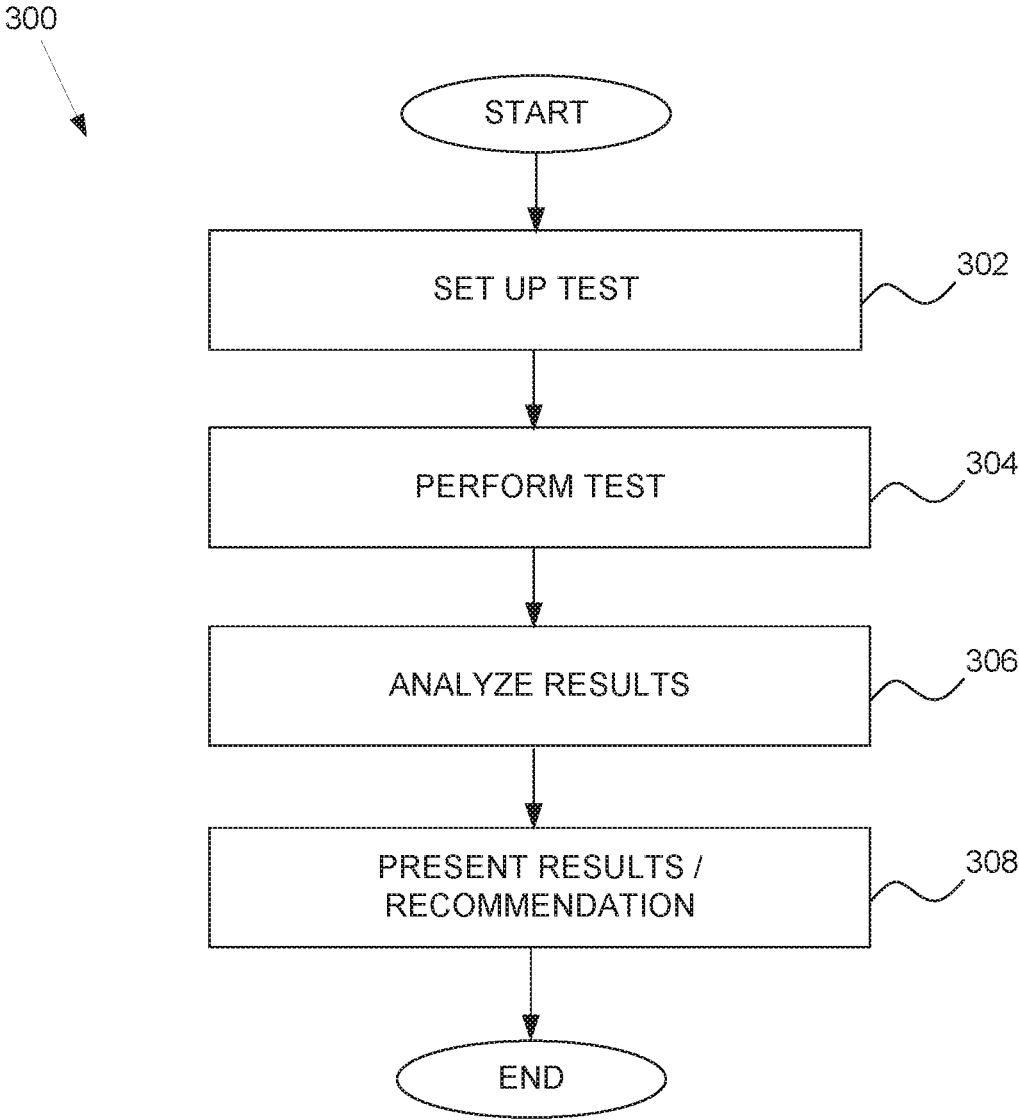 300
START
SET UP TEST
302
PERFORM TEST
304
ANALYZE RESULTS
306
PRESENT RESULTS /
RECOMMENDATION
308
END